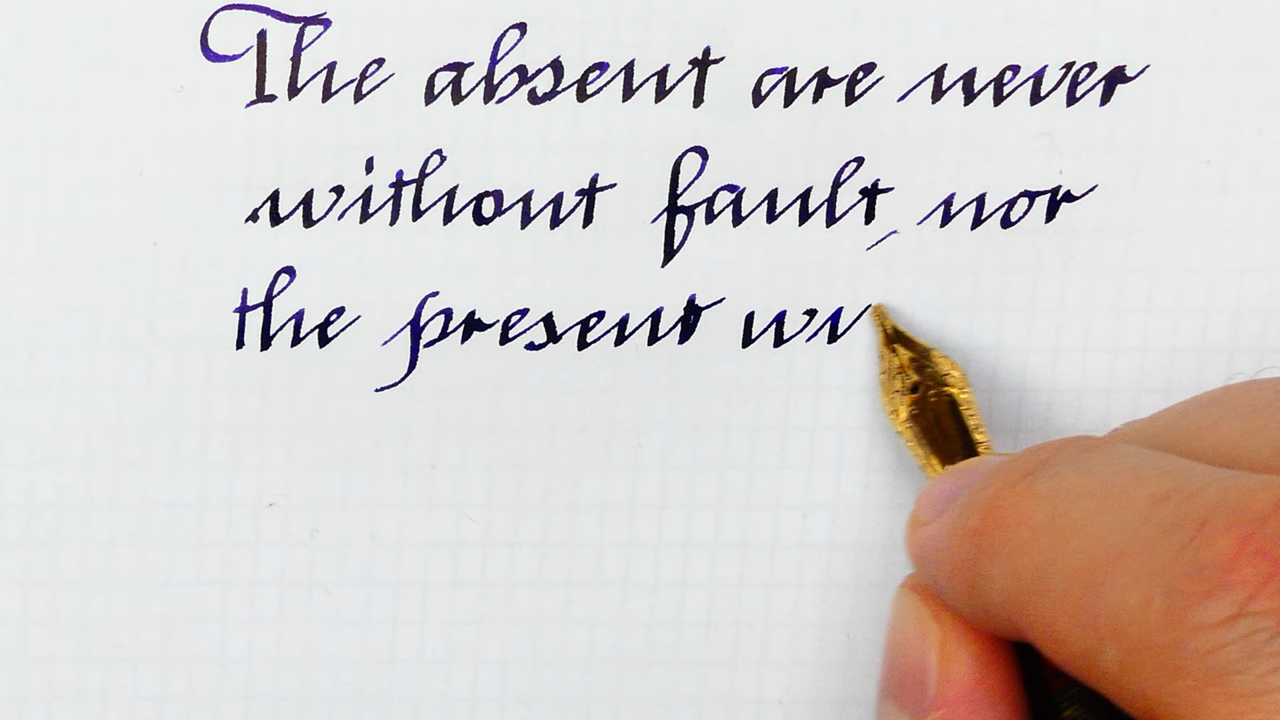 The absent are never
without fault, nor
the present wi